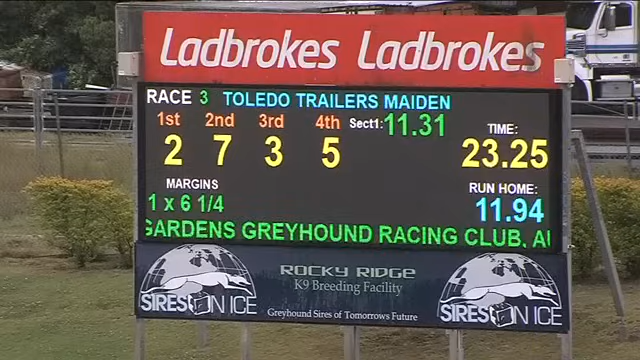 Ladbrokes Ladbrokes
RACE 3 TOLEDO TRAILERS MAIDEN
1st 2nd 3rd 4th Sect1: 11.31 TIME:
2 7 3 5 23.25
MARGINS RUN HOME:
1 x 6 1/4 11.94
GARDENS GREYHOUND RACING CLUB, AU
ROCKY RIDGE
K9 Breeding Facility
SIRES ON ICE SIRES ON ICE
Greyhound Sires of Tomorrows Future